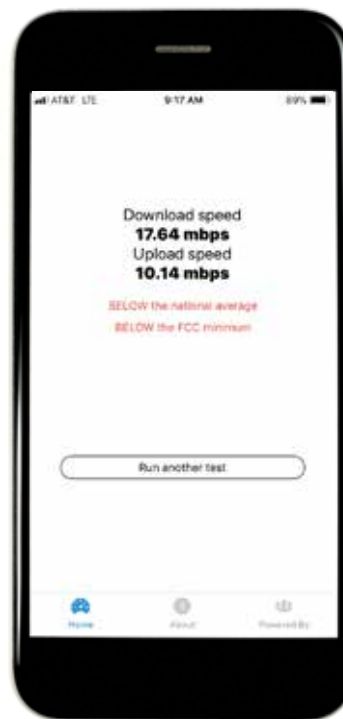 AT&T LTE 9:17 AM 89%
Download speed
17.64 mbps
Upload speed
10.14 mbps
BELOW the national average
BELOW the FCC minimum
Run another test
Home About Powered By